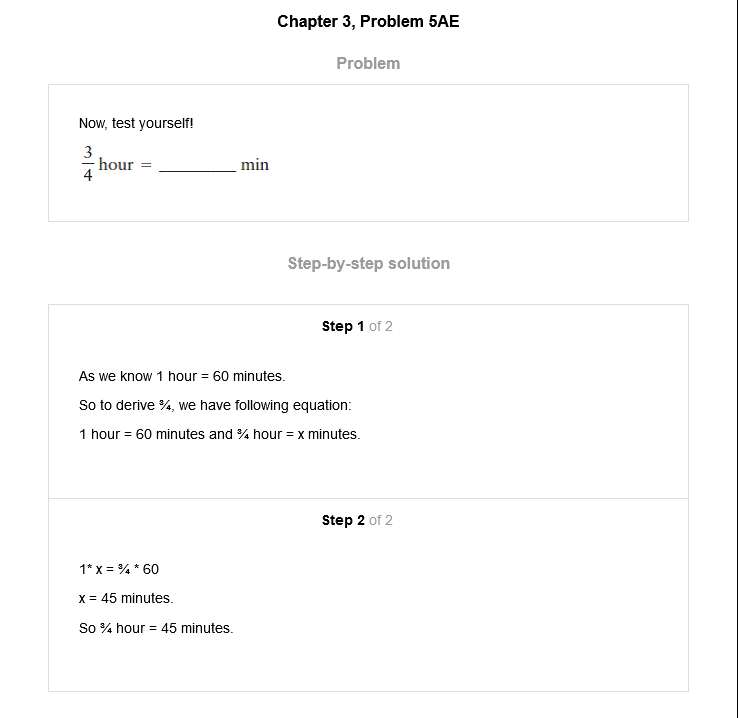 Chapter 3, Problem 5AE
Problem
Now, test yourself!
3/4 hour = ________ min
Step-by-step solution
Step 1 of 2
As we know 1 hour = 60 minutes.
So to derive ¾, we have following equation:
1 hour = 60 minutes and ¾ hour = x minutes.
Step 2 of 2
1* x = ¾ * 60
x = 45 minutes.
So ¾ hour = 45 minutes.